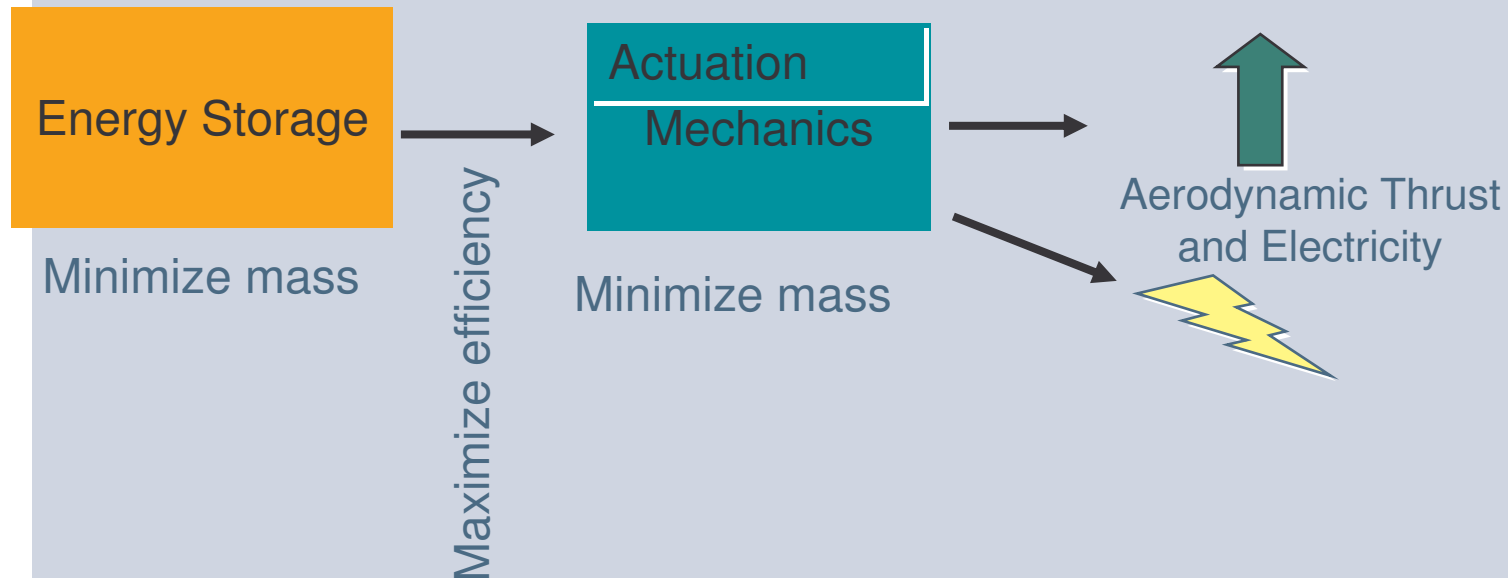 Energy Storage
Minimize mass
Maximize efficiency
Actuation
Mechanics
Minimize mass
Aerodynamic Thrust
and Electricity